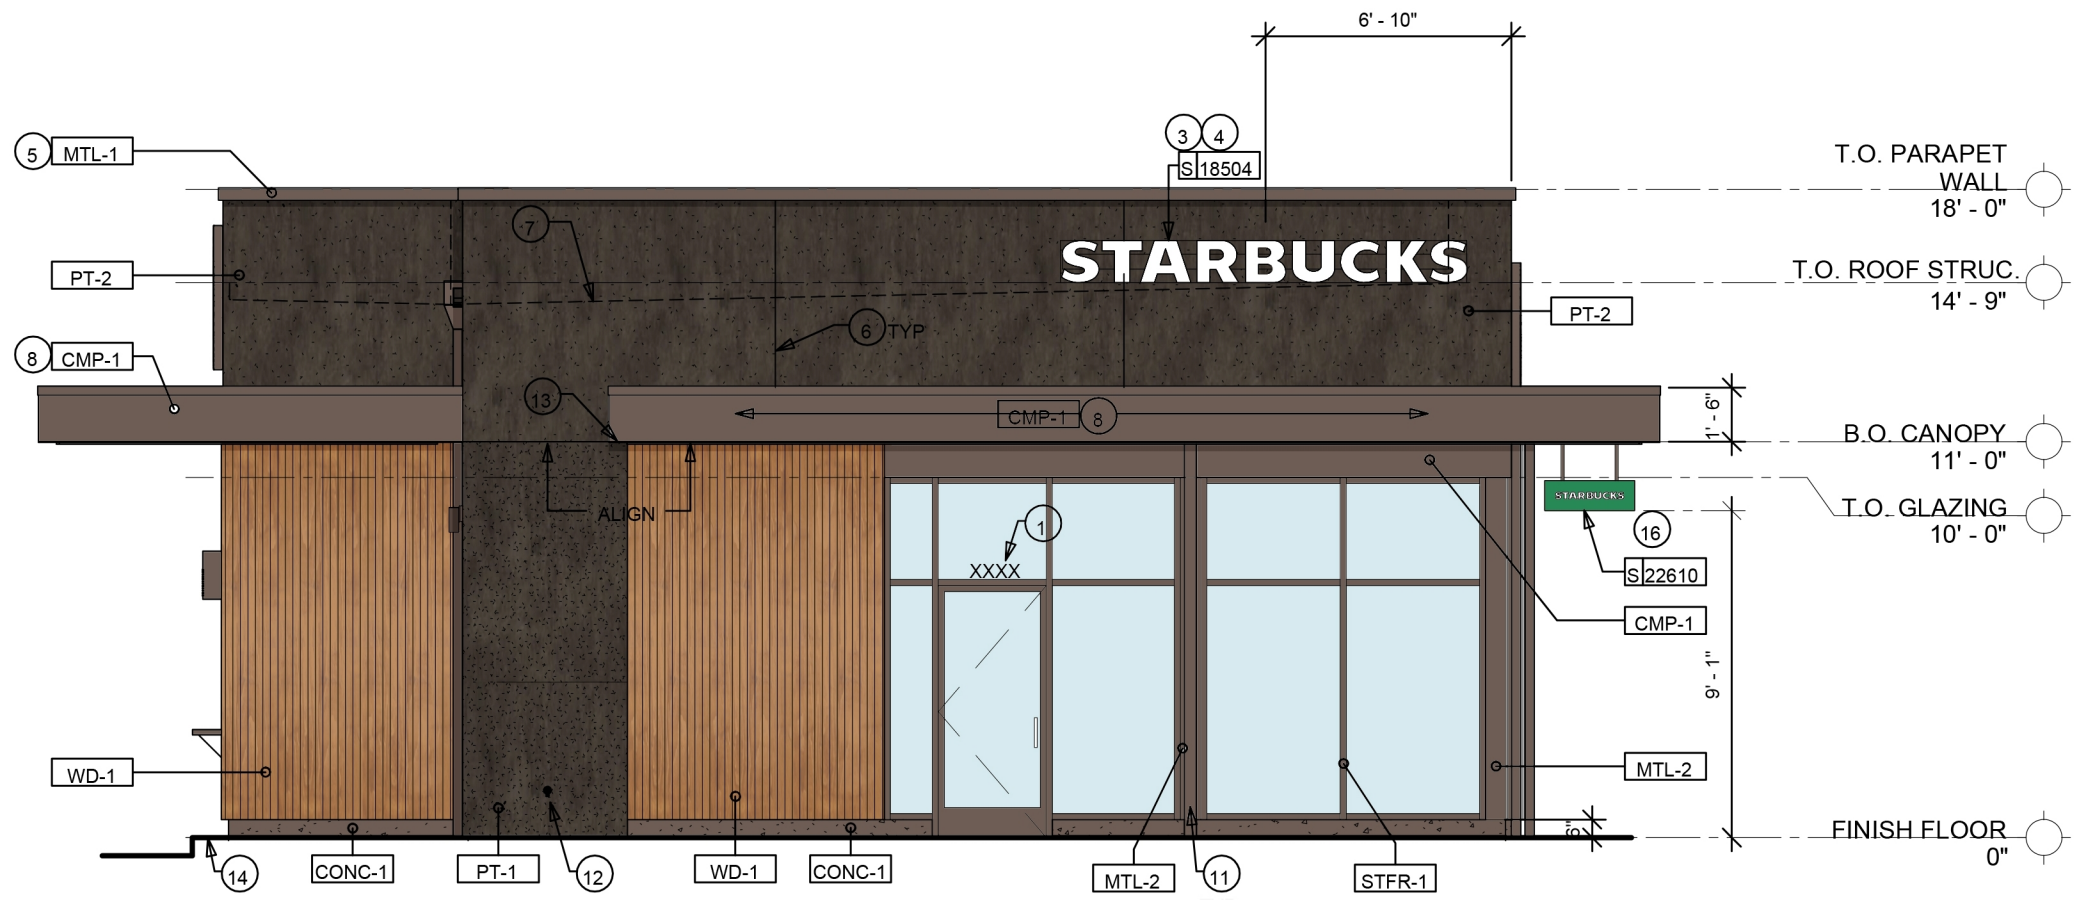 6' - 10"
3 4
S 18504
5 MTL-1
T.O. PARAPET
WALL
18' - 0"
7
STARBUCKS
PT-2
T.O. ROOF STRUC.
14' - 9"
PT-2
6 TYP
8 CMP-1
13
CMP-1 8
1' - 6"
B.O. CANOPY
11' - 0"
STARBUCKS
ALIGN
1
T.O. GLAZING
10' - 0"
16
XXXX
S 22610
CMP-1
9' - 1"
WD-1
MTL-2
6"
FINISH FLOOR
0"
14
CONC-1
PT-1
12
WD-1
CONC-1
MTL-2
11
STFR-1